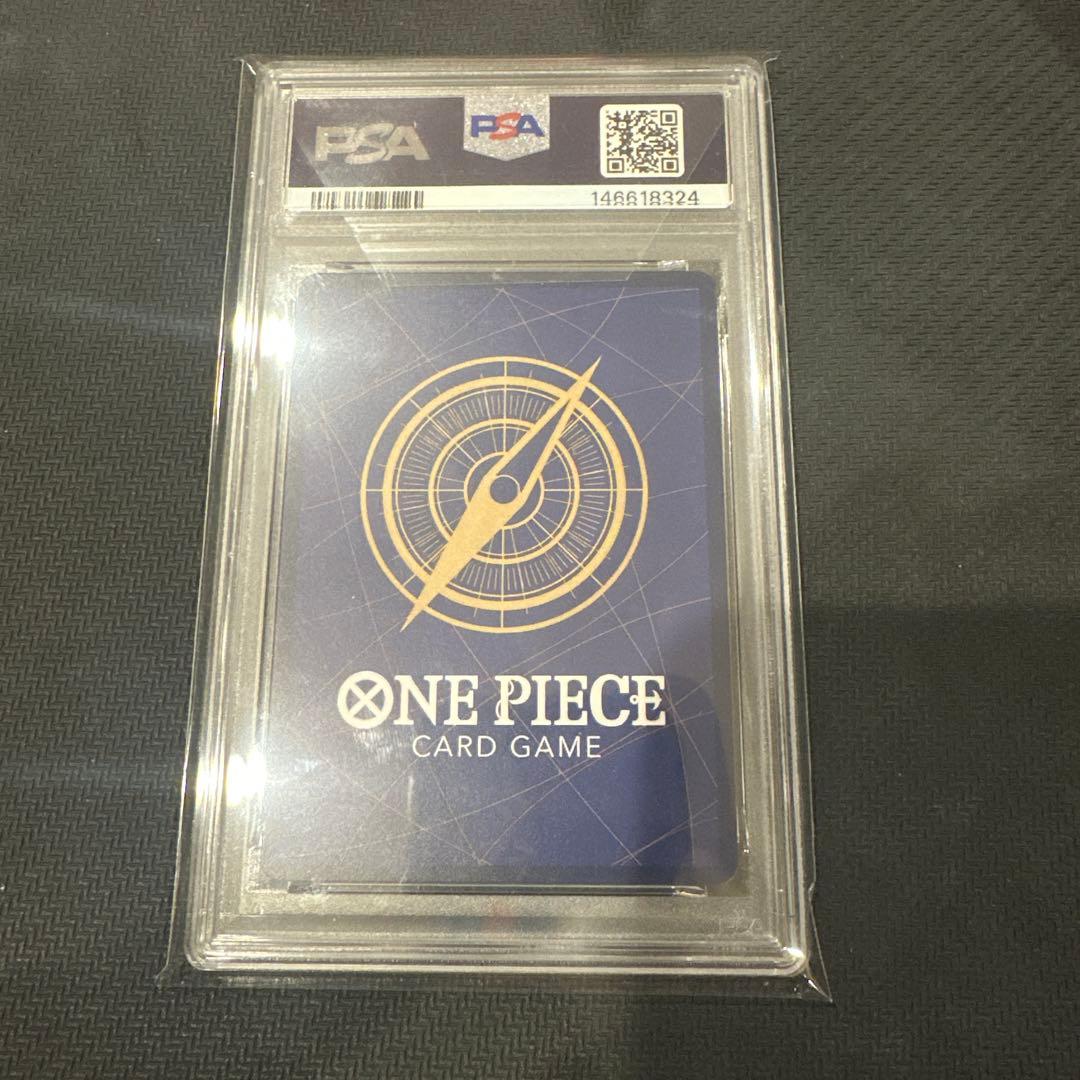 PSA
PSA
146618324
ONE PIECE
CARD GAME